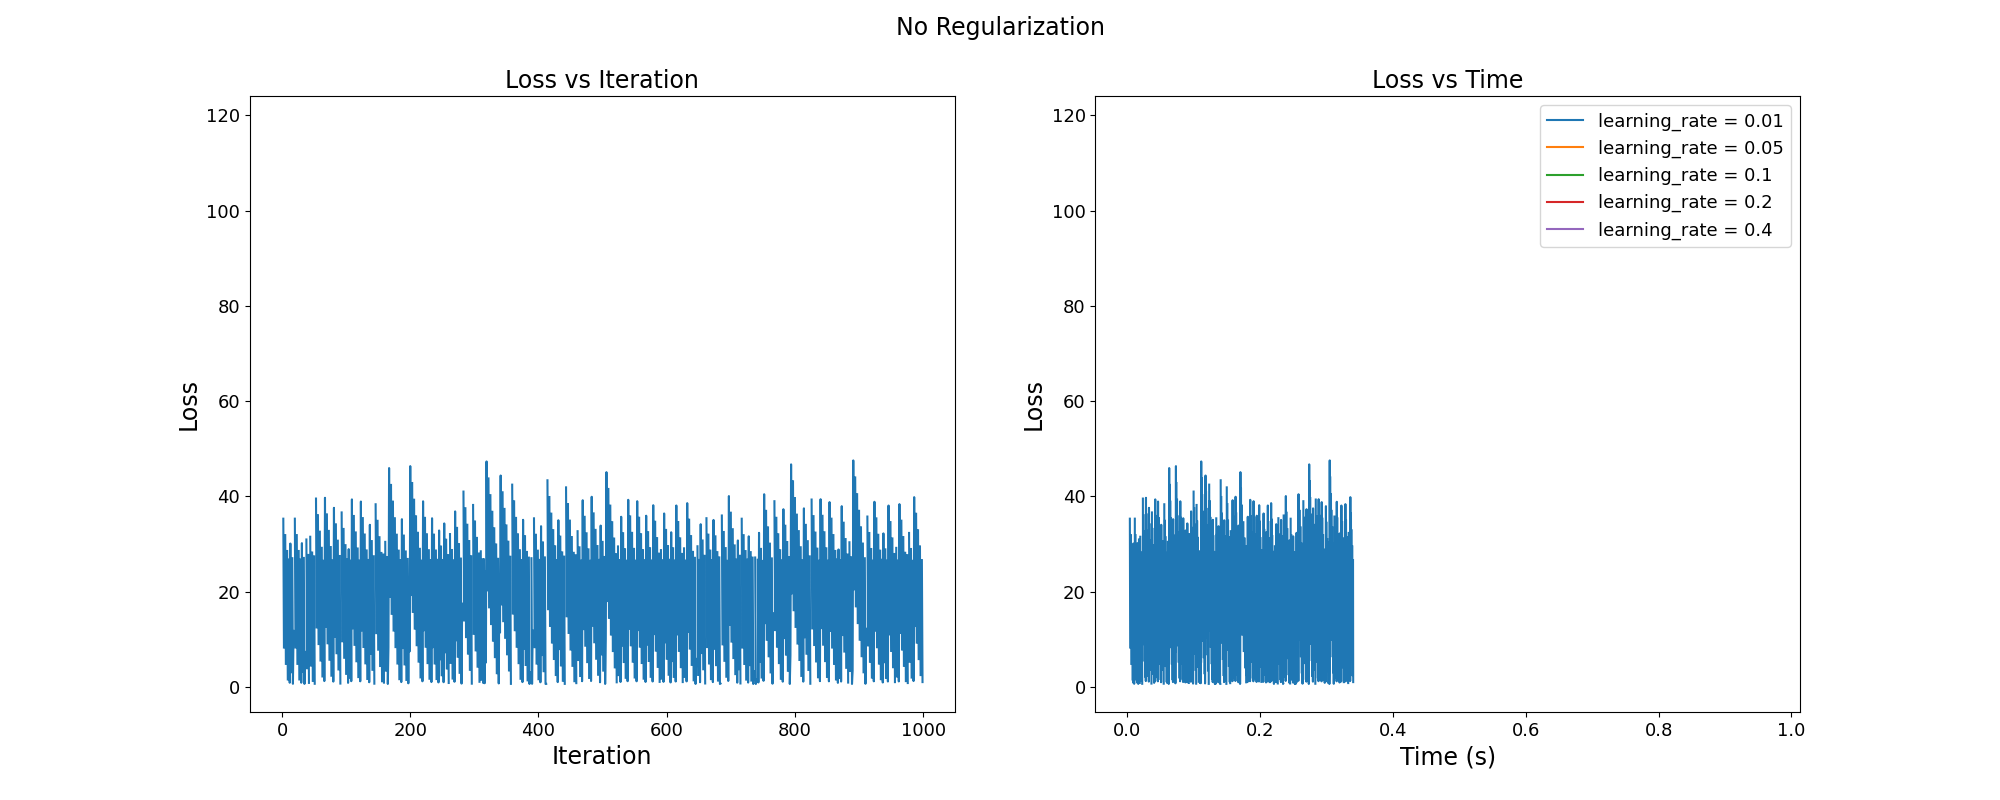 No Regularization
Loss vs Iteration
120
100
80
60
40
20
0
Loss
0 200 400 600 800 1000
Iteration
Loss vs Time
120
100
80
60
40
20
0
Loss
0.0 0.2 0.4 0.6 0.8 1.0
Time (s)
learning_rate = 0.01
learning_rate = 0.05
learning_rate = 0.1
learning_rate = 0.2
learning_rate = 0.4